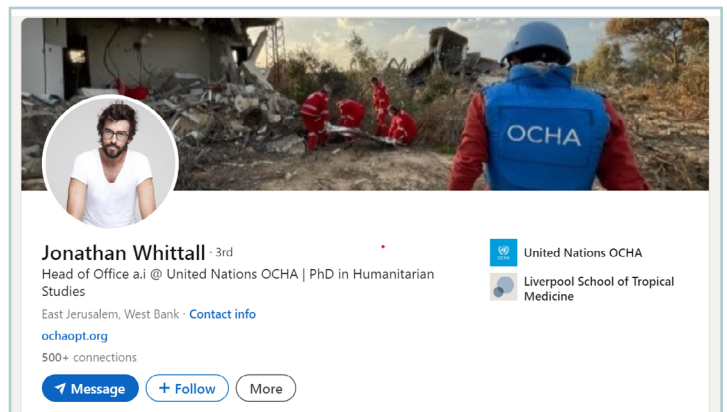 OCHA
Jonathan Whittall · 3rd
Head of Office a.i @ United Nations OCHA | PhD in Humanitarian
Studies
East Jerusalem, West Bank · Contact info
ochaopt.org
500+ connections
Message
+ Follow
More
OCHA
United Nations OCHA
Liverpool School of Tropical
Medicine